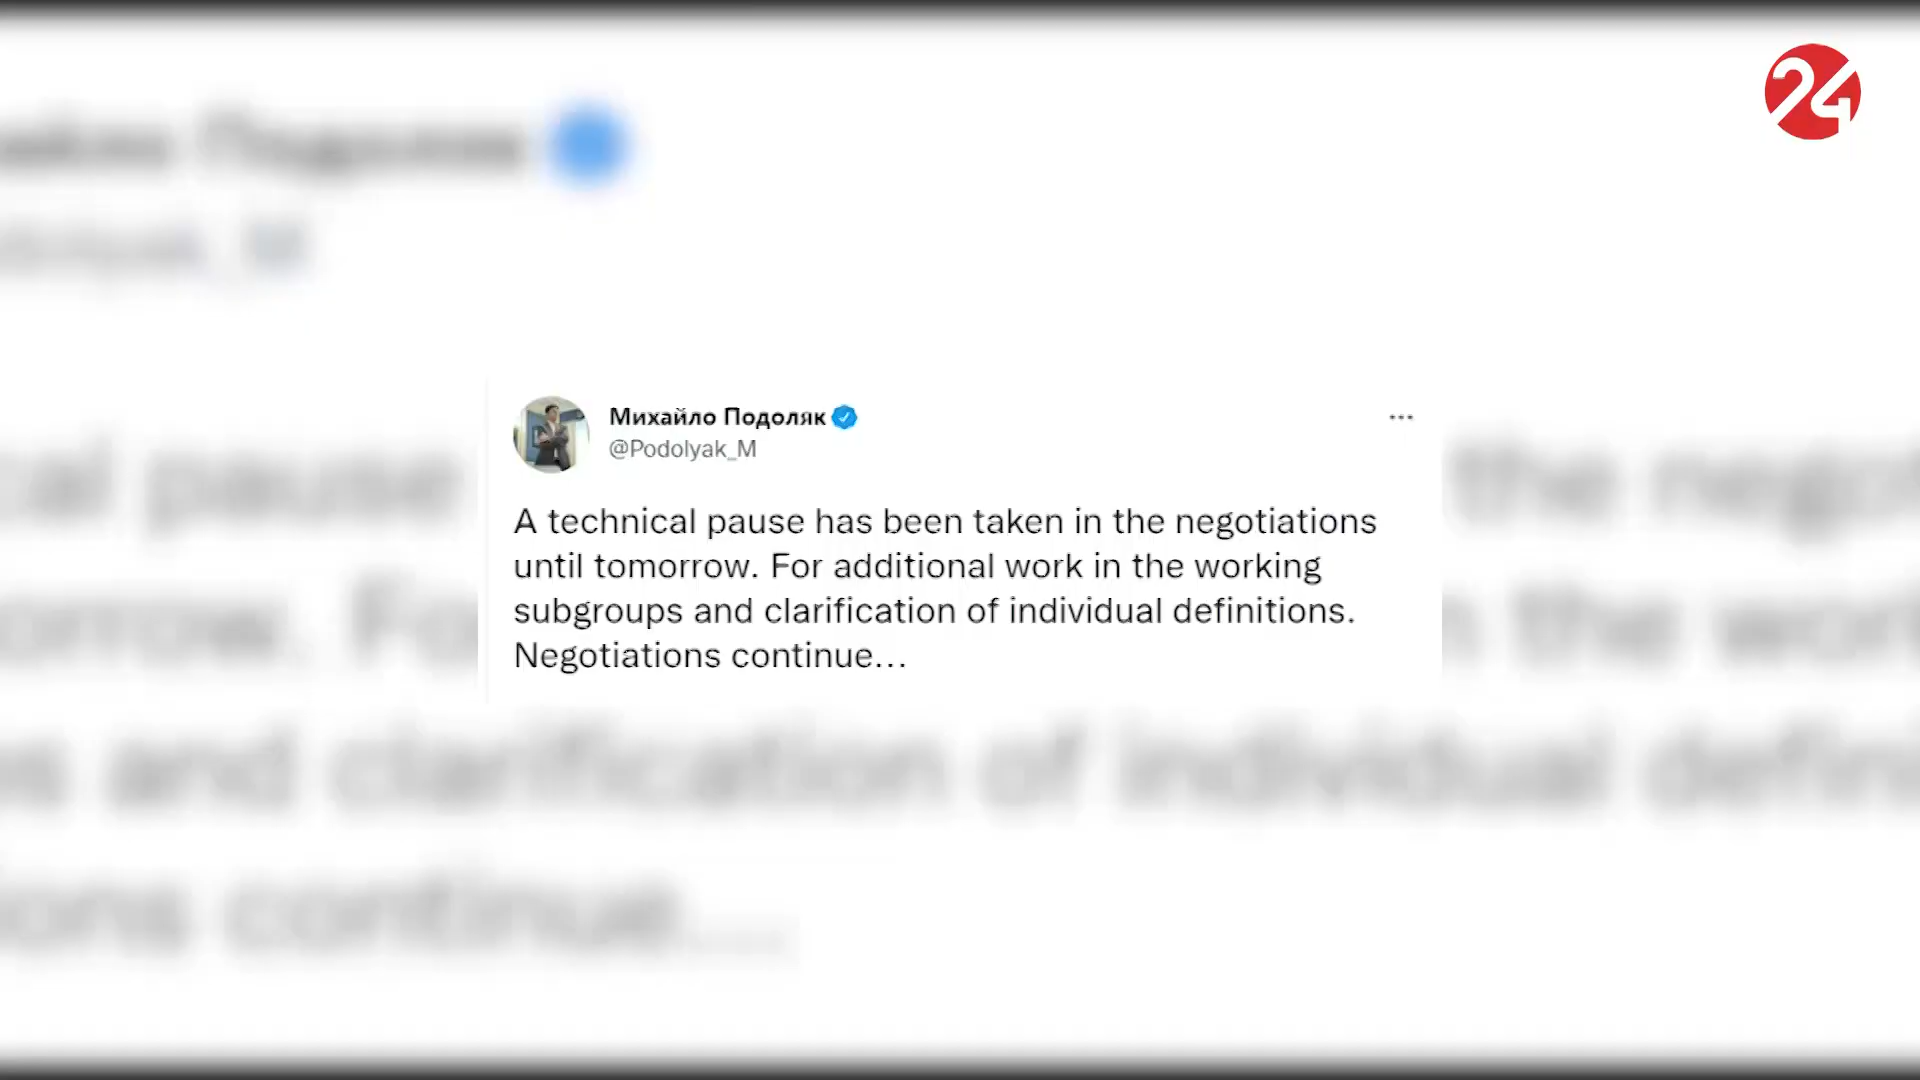 24
Михайло Подоляк
@Podolyak_M
A technical pause has been taken in the negotiations
until tomorrow. For additional work in the working
subgroups and clarification of individual definitions.
Negotiations continue...